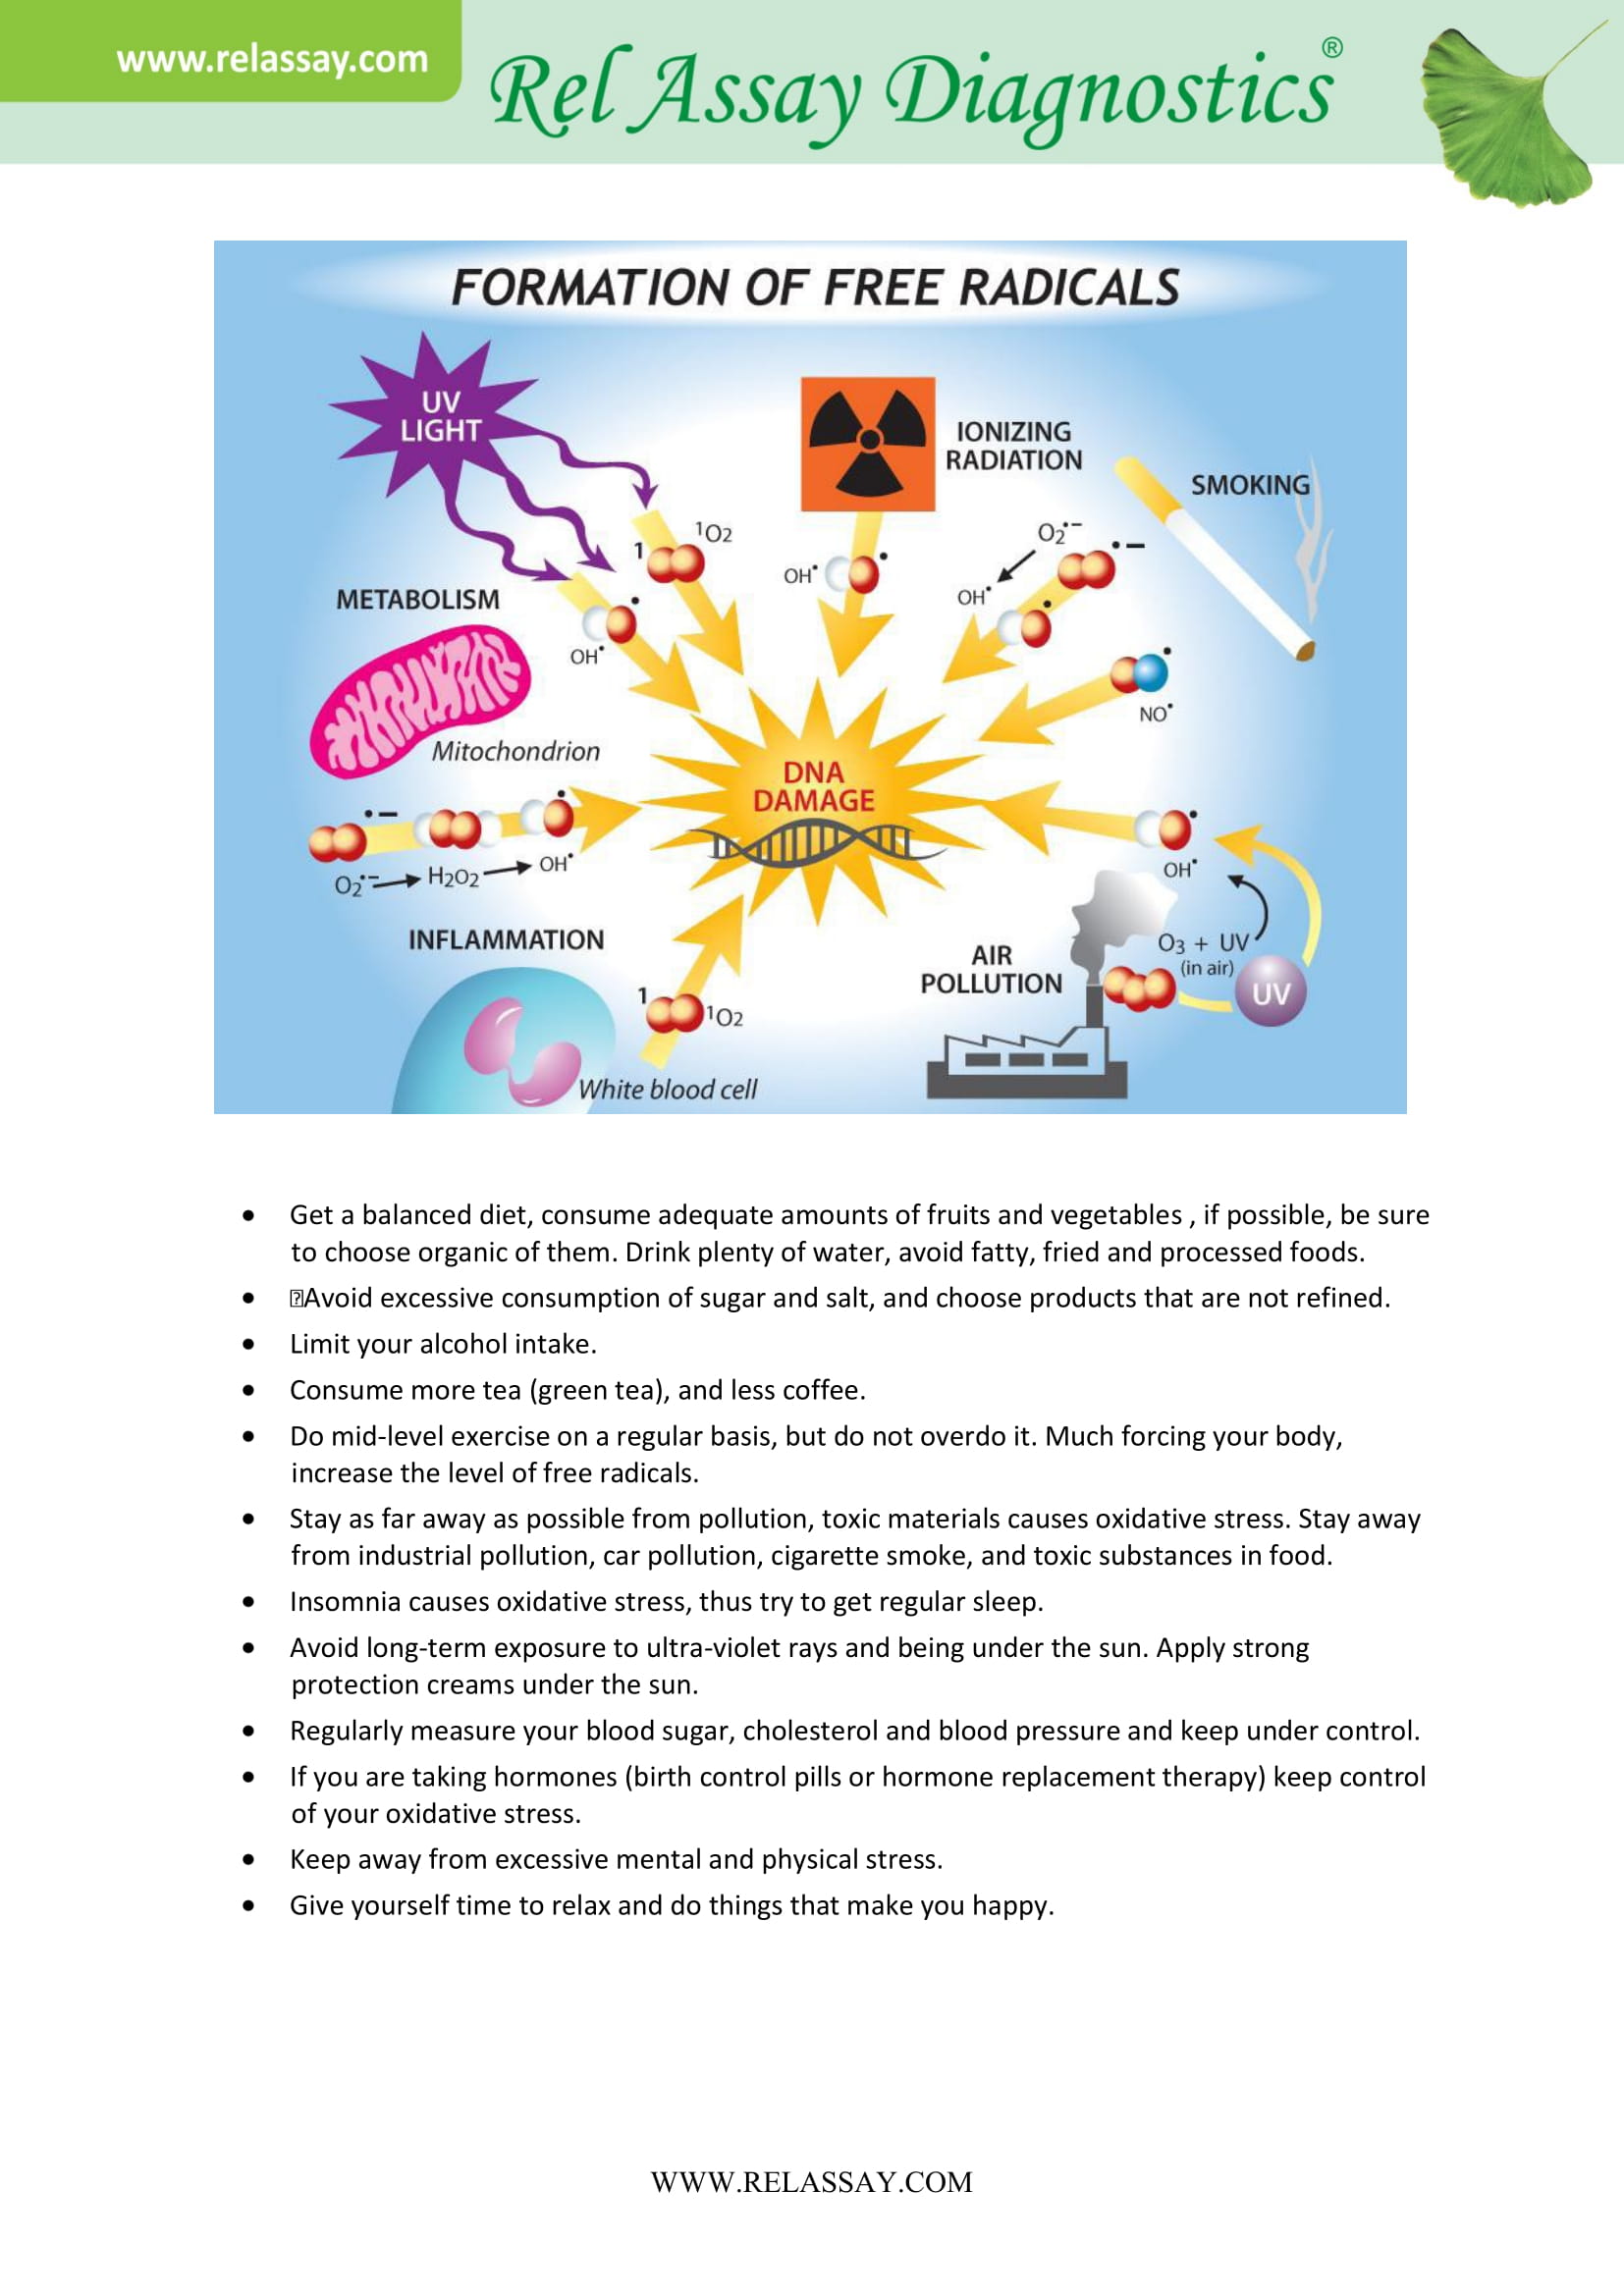 www.relassay.com
Rel Assay Diagnostics®
FORMATION OF FREE RADICALS
UV
LIGHT
IONIZING
RADIATION
SMOKING
¹O2
1
OH•
O2•–
•–
OH•
METABOLISM
OH•
NO•
Mitochondrion
DNA
DAMAGE
•–
O2•–
H2O2
OH•
OH•
INFLAMMATION
AIR
POLLUTION
O3 + UV
(in air)
UV
1
¹O2
White blood cell
• Get a balanced diet, consume adequate amounts of fruits and vegetables , if possible, be sure
to choose organic of them. Drink plenty of water, avoid fatty, fried and processed foods.
• Avoid excessive consumption of sugar and salt, and choose products that are not refined.
• Limit your alcohol intake.
• Consume more tea (green tea), and less coffee.
• Do mid-level exercise on a regular basis, but do not overdo it. Much forcing your body,
increase the level of free radicals.
• Stay as far away as possible from pollution, toxic materials causes oxidative stress. Stay away
from industrial pollution, car pollution, cigarette smoke, and toxic substances in food.
• Insomnia causes oxidative stress, thus try to get regular sleep.
• Avoid long-term exposure to ultra-violet rays and being under the sun. Apply strong
protection creams under the sun.
• Regularly measure your blood sugar, cholesterol and blood pressure and keep under control.
• If you are taking hormones (birth control pills or hormone replacement therapy) keep control
of your oxidative stress.
• Keep away from excessive mental and physical stress.
• Give yourself time to relax and do things that make you happy.
WWW.RELASSAY.COM